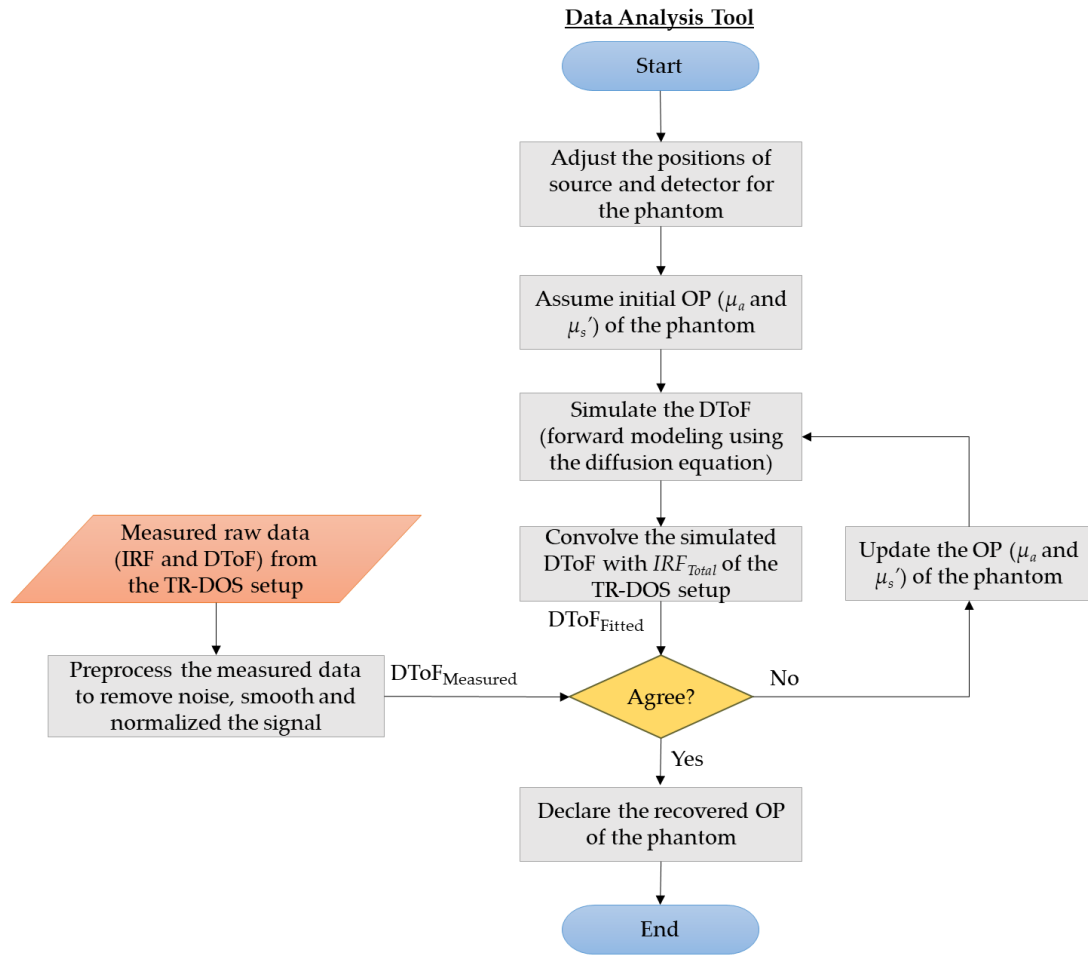 Data Analysis Tool
Start
Adjust the positions of
source and detector for
the phantom
Assume initial OP (μa and
μs′) of the phantom
Simulate the DToF
(forward modeling using
the diffusion equation)
Measured raw data
(IRF and DToF) from
the TR-DOS setup
Convolve the simulated
DToF with IRFTotal of the
TR-DOS setup
Update the OP (μa and
μs′) of the phantom
DToFFitted
Preprocess the measured data
to remove noise, smooth and
normalized the signal
DToFMeasured
Agree?
No
Yes
Declare the recovered OP
of the phantom
End